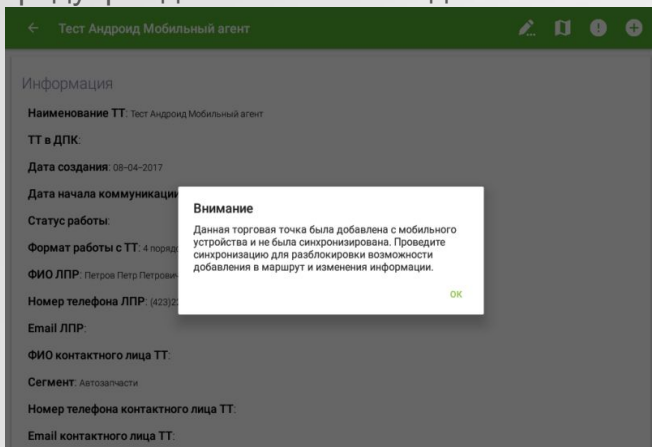 Тест Андроид Мобильный агент
Информация
Наименование ТТ: Тест Андроид Мобильный агент
ТТ в ДПК:
Дата создания: 08-04-2017
Дата начала коммуникации
Статус работы:
Формат работы с ТТ: 4 порядо
ФИО ЛПР: Петров Петр Петрович
Номер телефона ЛПР: (423)2
Email ЛПР:
ФИО контактного лица ТТ:
Сегмент: Автозапчасти
Номер телефона контактного лица ТТ:
Email контактного лица ТТ:
Внимание
Данная торговая точка была добавлена с мобильного
устройства и не была синхронизирована. Проведите
синхронизацию для разблокировки возможности
добавления в маршрут и изменения информации.
ОК